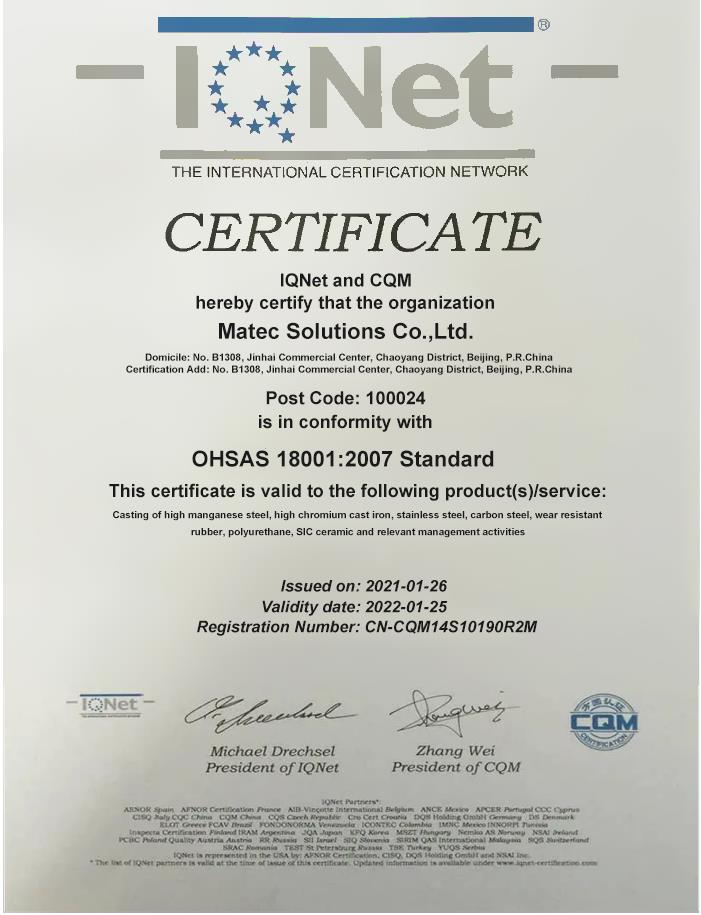 ®
IQNet
THE INTERNATIONAL CERTIFICATION NETWORK
CERTIFICATE
IQNet and CQM
hereby certify that the organization
Matec Solutions Co.,Ltd.
Domicile: No. B1308, Jinhai Commercial Center, Chaoyang District, Beijing, P.R.China
Certification Add: No. B1308, Jinhai Commercial Center, Chaoyang District, Beijing, P.R.China
Post Code: 100024
is in conformity with
OHSAS 18001:2007 Standard
This certificate is valid to the following product(s)/service:
Casting of high manganese steel, high chromium cast iron, stainless steel, carbon steel, wear resistant
rubber, polyurethane, SIC ceramic and relevant management activities
Issued on: 2021-01-26
Validity date: 2022-01-25
Registration Number: CN-CQM14S10190R2M
IQNet
方圆认证
CQM
CERTIFICATION
Michael Drechsel
Zhang Wei
President of IQNet
President of CQM
IQNet Partners*:
AENOR Spain AFNOR Certification France AIB-Vinçotte International Belgium ANCE Mexico APCER Portugal CCC Cyprus
CISQ Italy CQC China CQM China CQS Czech Republic Cro Cert Croatia DQS Holding GmbH Germany DS Denmark
ELOT Greece FCAV Brazil FONDONORMA Venezuela ICONTEC Colombia IMNC Mexico INNORPI Tunisia
Inspecta Certification Finland IRAM Argentina JQA Japan KFQ Korea MSZT Hungary Nemko AS Norway NSAI Ireland
PCBC Poland Quality Austria Austria RR Russia SII Israel SIQ Slovenia SIRIM QAS International Malaysia SQS Switzerland
SRAC Romania TEST St Petersburg Russia TSE Turkey YUQS Serbia
IQNet is represented in the USA by: AFNOR Certification, CISQ, DQS Holding GmbH and NSAI Inc.
* The list of IQNet partners is valid at the time of issue of this certificate. Updated information is available under www.iqnet-certification.com